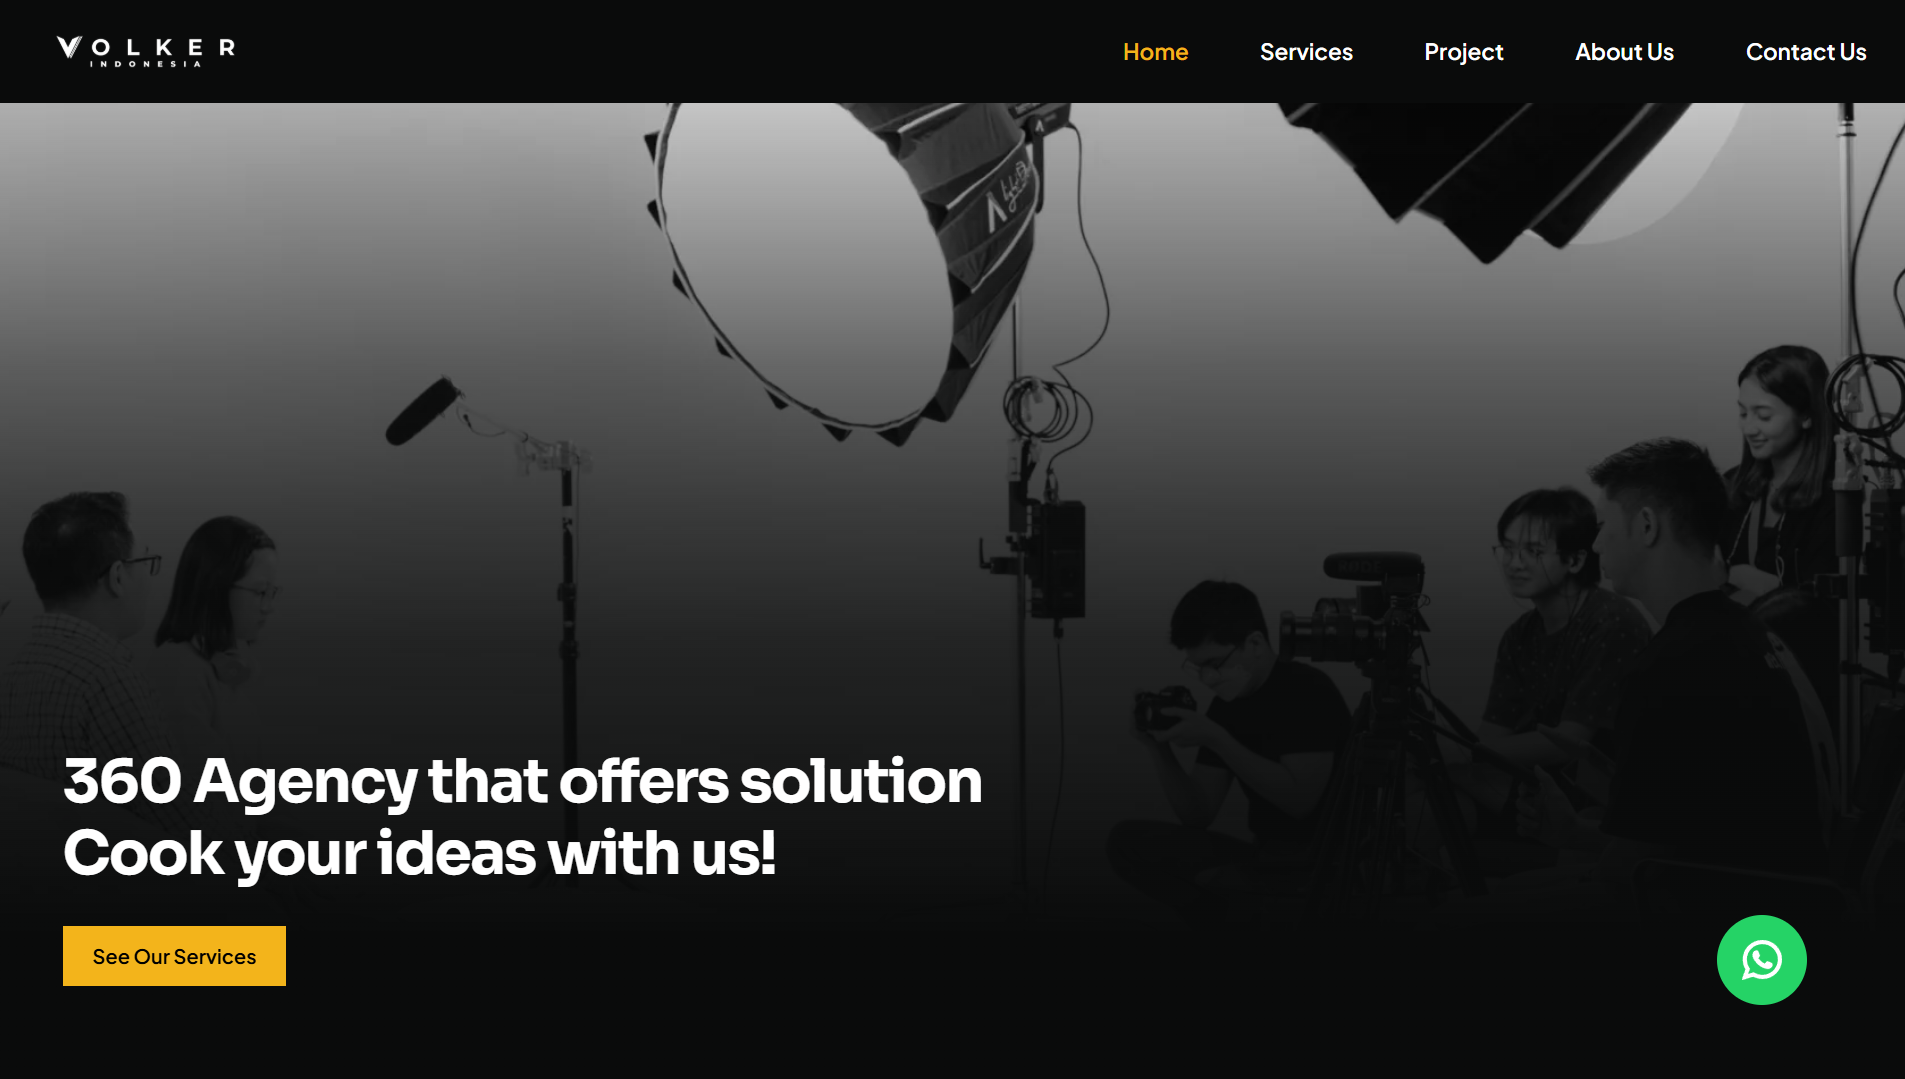 VOLKER
INDONESIA
Home
Services
Project
About Us
Contact Us
RODE
360 Agency that offers solution
Cook your ideas with us!
See Our Services